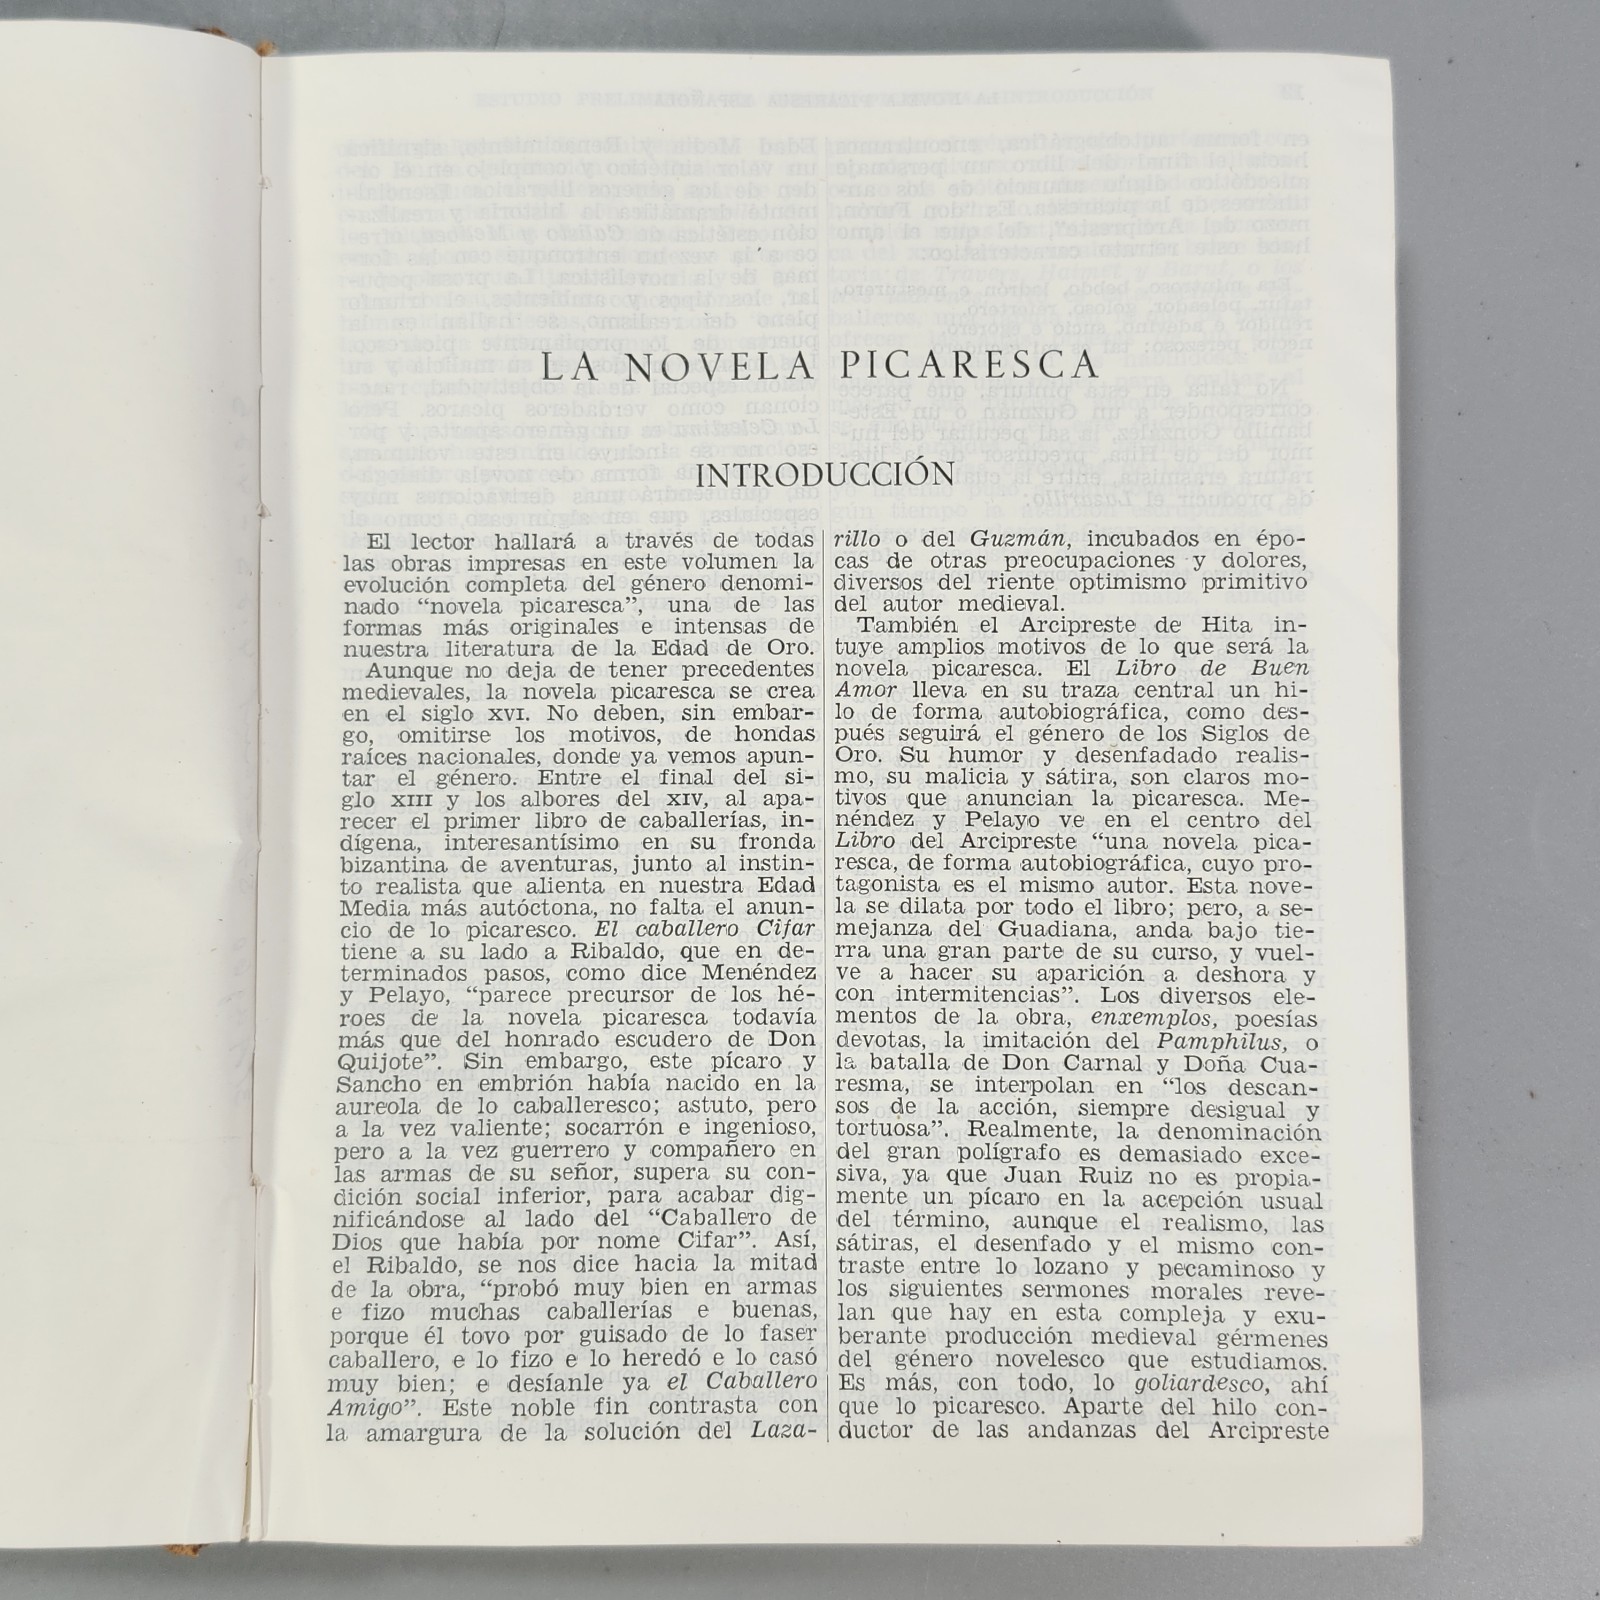 LA NOVELA PICARESCA
INTRODUCCIÓN
El lector hallará a través de todas
las obras impresas en este volumen la
evolución completa del género denomi-
nado “novela picaresca”, una de las
formas más originales e intensas de
nuestra literatura de la Edad de Oro.
Aunque no deja de tener precedentes
medievales, la novela picaresca se crea
en el siglo XVI. No deben, sin embar-
go, omitirse los motivos, de hondas
raíces nacionales, donde ya vemos apun-
tar el género. Entre el final del si-
glo XIII y los albores del XIV, al apa-
recer el primer libro de caballerías, in-
dígena, interesantísimo en su fronda
bizantina de aventuras, junto al instin-
to realista que alienta en nuestra Edad
Media más autóctona, no falta el anun-
cio de lo picaresco. El caballero Cifar
tiene a su lado a Ribaldo, que en de-
terminados pasos, como dice Menéndez
y Pelayo, “parece precursor de los hé-
roes de la novela picaresca todavía
más que del honrado escudero de Don
Quijote”. Sin embargo, este pícaro y
Sancho en embrión había nacido en la
aureola de lo caballeresco; astuto, pero
a la vez valiente; socarrón e ingenioso,
pero a la vez guerrero y compañero en
las armas de su señor, supera su con-
dición social inferior, para acabar dig-
nificándose al lado del “Caballero de
Dios que había por nome Cifar”. Así,
el Ribaldo, se nos dice hacia la mitad
de la obra, “probó muy bien en armas
e fizo muchas caballerías e buenas,
porque él tovo por guisado de lo faser
caballero, e lo fizo e lo heredó e lo casó
muy bien; e desíanle ya el Caballero
Amigo”. Este noble fin contrasta con
la amargura de la solución del Laza-
rillo o del Guzmán, incubados en épo-
cas de otras preocupaciones y dolores,
diversos del riente optimismo primitivo
del autor medieval.
También el Arcipreste de Hita in-
tuye amplios motivos de lo que será la
novela picaresca. El Libro de Buen
Amor lleva en su traza central un hi-
lo de forma autobiográfica, como des-
pués seguirá el género de los Siglos de
Oro. Su humor y desenfadado realis-
mo, su malicia y sátira, son claros mo-
tivos que anuncian la picaresca. Me-
néndez y Pelayo ve en el centro del
Libro del Arcipreste “una novela pica-
resca, de forma autobiográfica, cuyo pro-
tagonista es el mismo autor. Esta nove-
la se dilata por todo el libro; pero, a se-
mejanza del Guadiana, anda bajo tie-
rra una gran parte de su curso, y vuel-
ve a hacer su aparición a deshora y
con intermitencias”. Los diversos ele-
mentos de la obra, enxemplos, poesías
devotas, la imitación del Pamphilus, o
la batalla de Don Carnal y Doña Cua-
resma, se interpolan en “los descan-
sos de la acción, siempre desigual y
tortuosa”. Realmente, la denominación
del gran polígrafo es demasiado exce-
siva, ya que Juan Ruiz no es propia-
mente un pícaro en la acepción usual
del término, aunque el realismo, las
sátiras, el desenfado y el mismo con-
traste entre lo lozano y pecaminoso y
los siguientes sermones morales reve-
lan que hay en esta compleja y exu-
berante producción medieval gérmenes
del género novelesco que estudiamos.
Es más, con todo, lo goliardesco, ahí
que lo picaresco. Aparte del hilo con-
ductor de las andanzas del Arcipreste